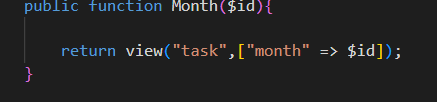 public function Month($id){
return view("task",["month" => $id]);
}